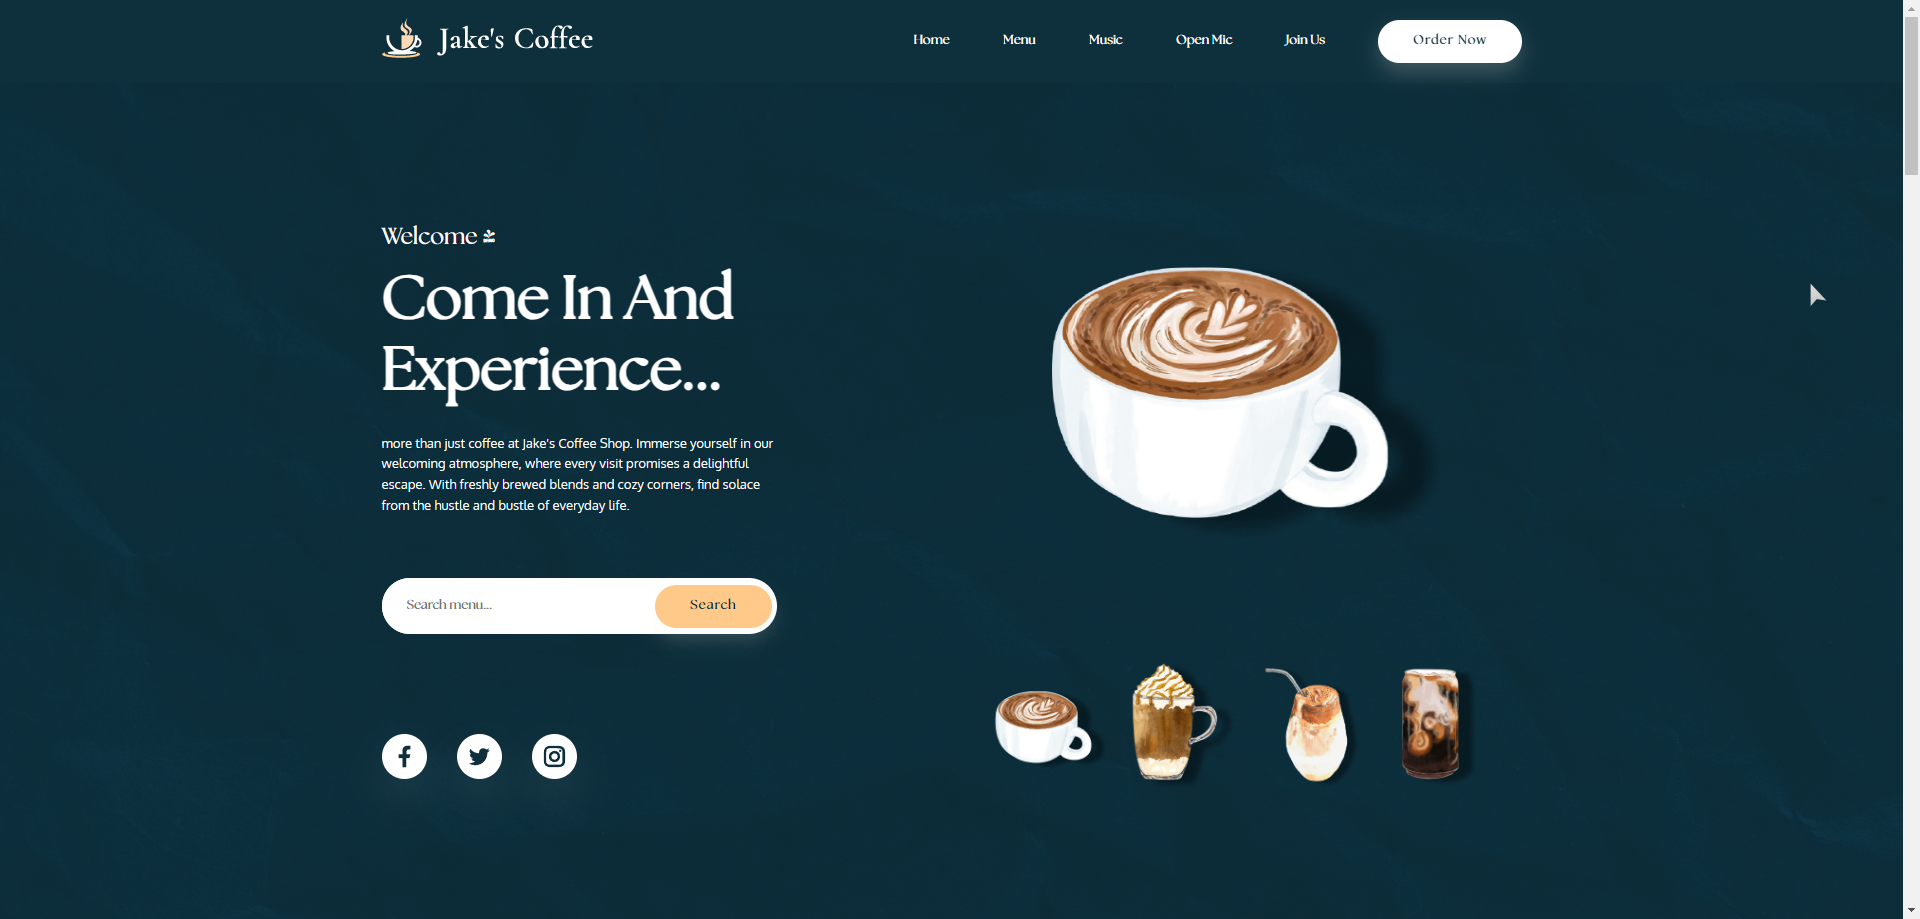 Jake's Coffee
Home
Menu
Music
Open Mic
Join Us
Order Now
Welcome
Come In And
Experience...
more than just coffee at Jake's Coffee Shop. Immerse yourself in our
welcoming atmosphere, where every visit promises a delightful
escape. With freshly brewed blends and cozy corners, find solace
from the hustle and bustle of everyday life.
Search menu...
Search